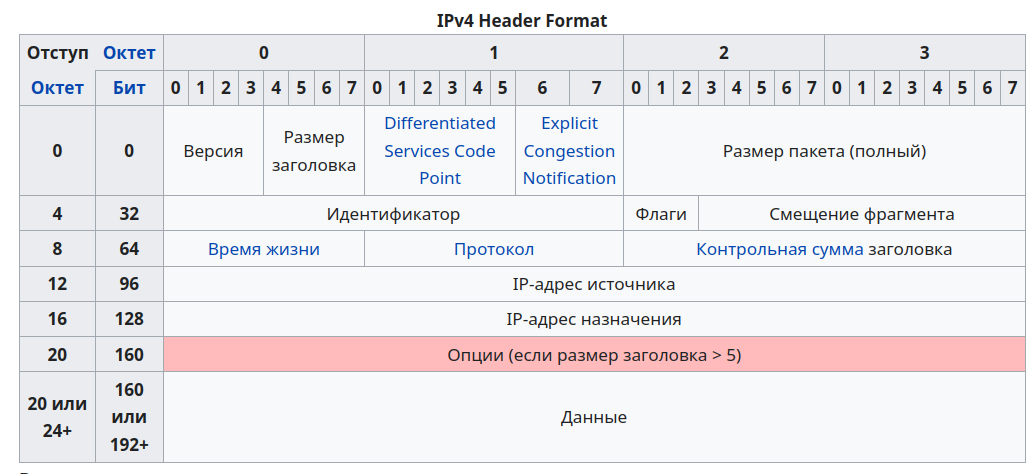 IPv4 Header Format
Отступ Октет 0 1 2 3
Октет Бит 0 1 2 3 4 5 6 7 0 1 2 3 4 5 6 7 0 1 2 3 4 5 6 7 0 1 2 3 4 5 6 7
0 0 Версия Размер заголовка Differentiated Services Code Point Explicit Congestion Notification Размер пакета (полный)
4 32 Идентификатор Флаги Смещение фрагмента
8 64 Время жизни Протокол Контрольная сумма заголовка
12 96 IP-адрес источника
16 128 IP-адрес назначения
20 160 Опции (если размер заголовка > 5)
20 или 24+ 160 или 192+ Данные